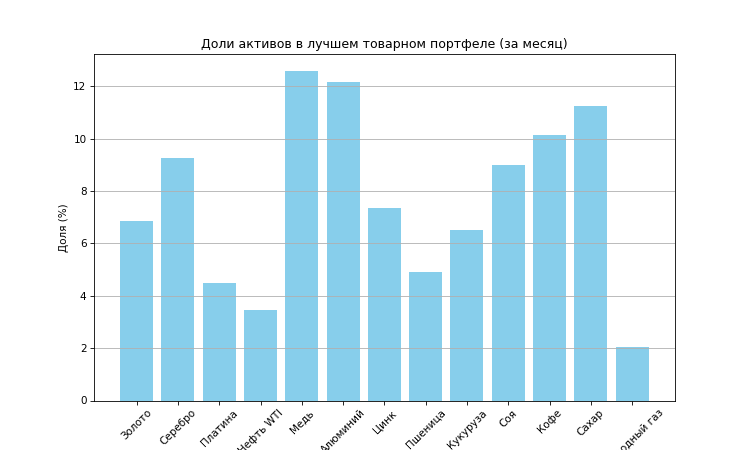 Доли активов в лучшем товарном портфеле (за месяц)
Доля (%)
12
10
8
6
4
2
0
Золото
Серебро
Платина
Нефть WTI
Медь
Алюминий
Цинк
Пшеница
Кукуруза
Соя
Кофе
Сахар
газ